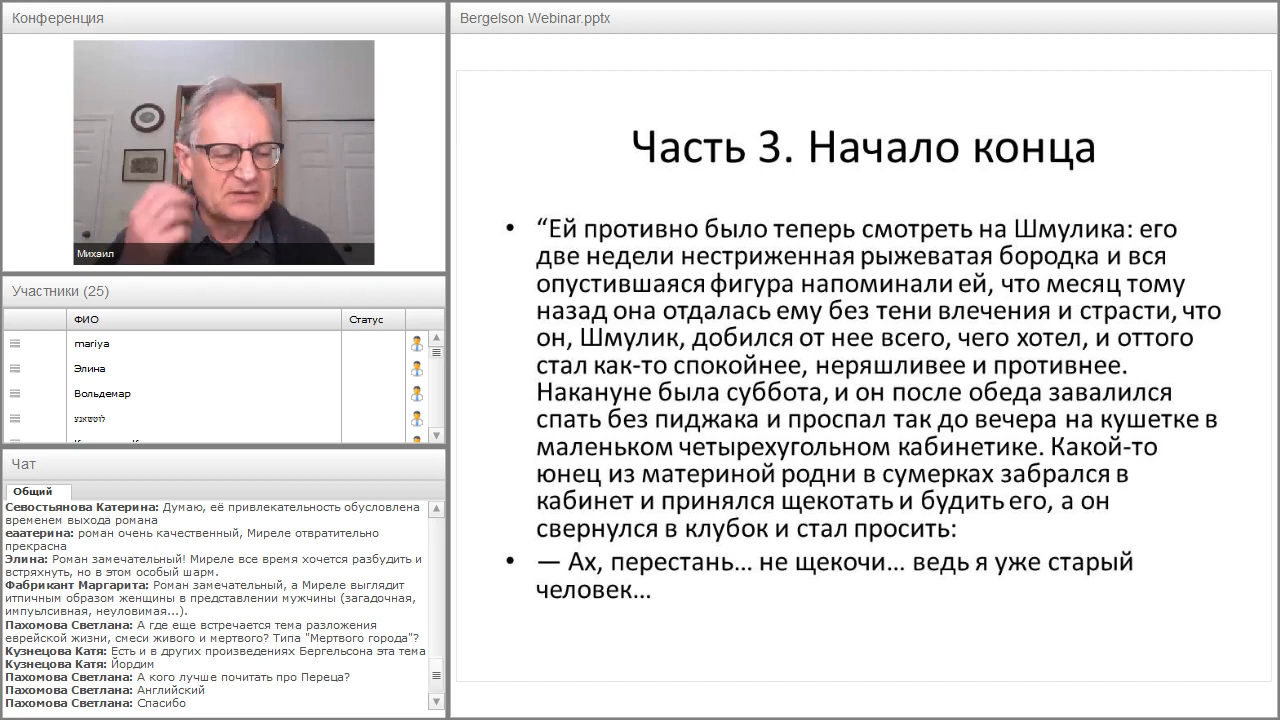 Конференция
Михаил
Участники (25)
ФИО
Статус
mariya
Элина
Вольдемар
Чат
Общий
Севостьянова Катерина: Думаю, её привлекательность обусловлена
временем выхода романа
еаатерина: роман очень качественный, Миреле отвратительно
прекрасна
Элина: Роман замечательный! Миреле все время хочется разбудить и
встряхнуть, но в этом особый шарм.
Фабрикант Маргарита: Роман замечательный, а Миреле выглядит
итпичным образом женщины в представлении мужчины (загадочная,
импуьлсивная, неуловимая...).
Пахомова Светлана: А где еще встречается тема разложения
еврейской жизни, смеси живого и мертвого? Типа "Мертвого города"?
Кузнецова Катя: Есть и в других произведениях Бергельсона эта тема
Кузнецова Катя: Йордим
Пахомова Светлана: А кого лучше почитать про Переца?
Пахомова Светлана: Английский
Пахомова Светлана: Спасибо
Bergelson Webinar.pptx
Часть 3. Начало конца
• “Ей противно было теперь смотреть на Шмулика: его
две недели нестриженная рыжеватая бородка и вся
опустившаяся фигура напоминали ей, что месяц тому
назад она отдалась ему без тени влечения и страсти, что
он, Шмулик, добился от нее всего, чего хотел, и оттого
стал как-то спокойнее, неряшливее и противнее.
Накануне была суббота, и он после обеда завалился
спать без пиджака и проспал так до вечера на кушетке в
маленьком четырехугольном кабинетике. Какой-то
юнец из материной родни в сумерках забрался в
кабинет и принялся щекотать и будить его, а он
свернулся в клубок и стал просить:
• — Ах, перестань… не щекочи… ведь я уже старый
человек…